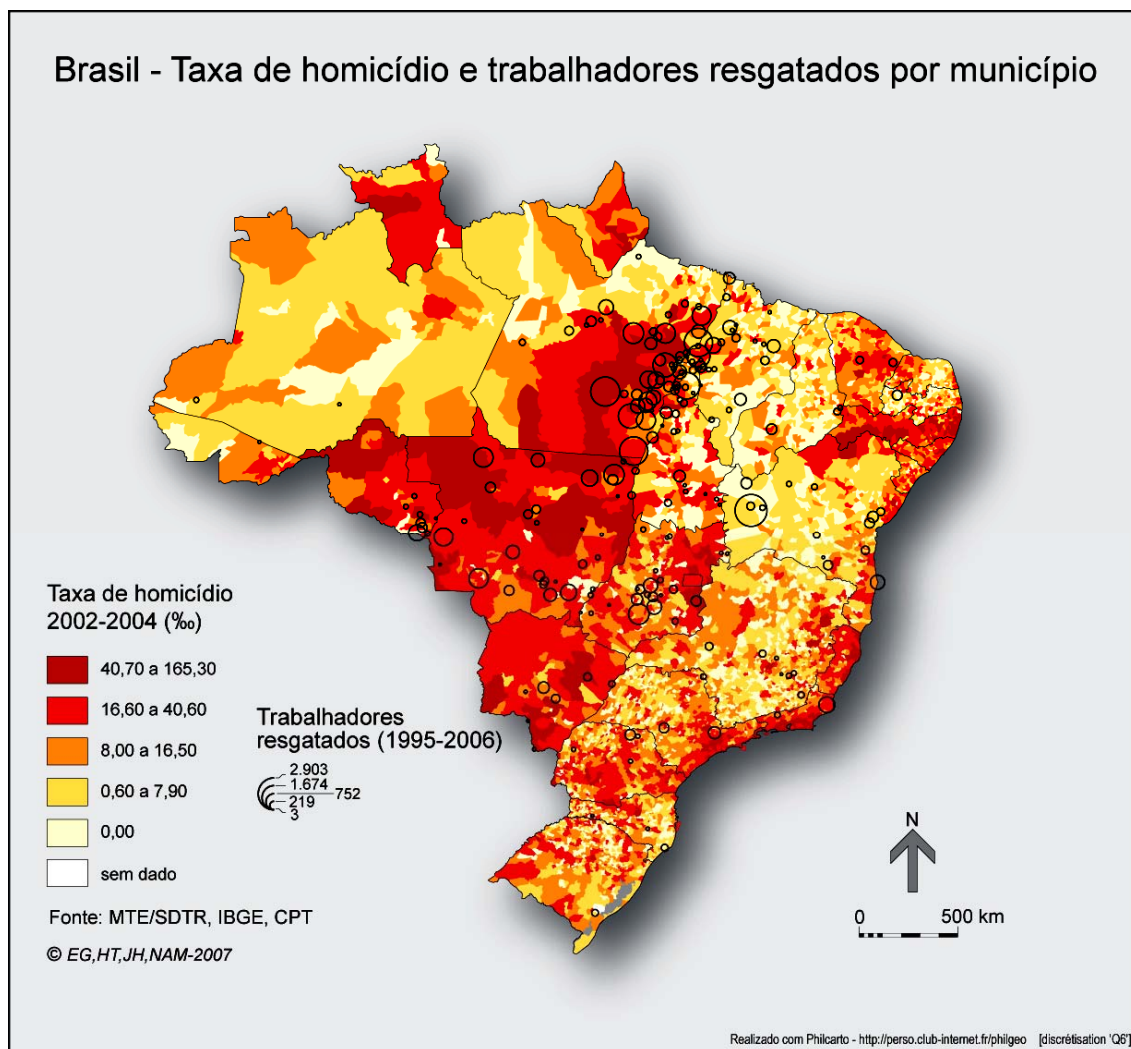 Brasil - Taxa de homicídio e trabalhadores resgatados por município
Taxa de homicídio
2002-2004 (‰)
40,70 a 165,30
16,60 a 40,60
8,00 a 16,50
0,60 a 7,90
0,00
sem dado
Trabalhadores
resgatados (1995-2006)
2.903
1.674
752
219
3
Fonte: MTE/SDTR, IBGE, CPT
© EG,HT,JH,NAM-2007
N
0 500 km
Realizado com Philcarto - http://perso.club-internet.fr/philgeo [discrétisation 'Q6']